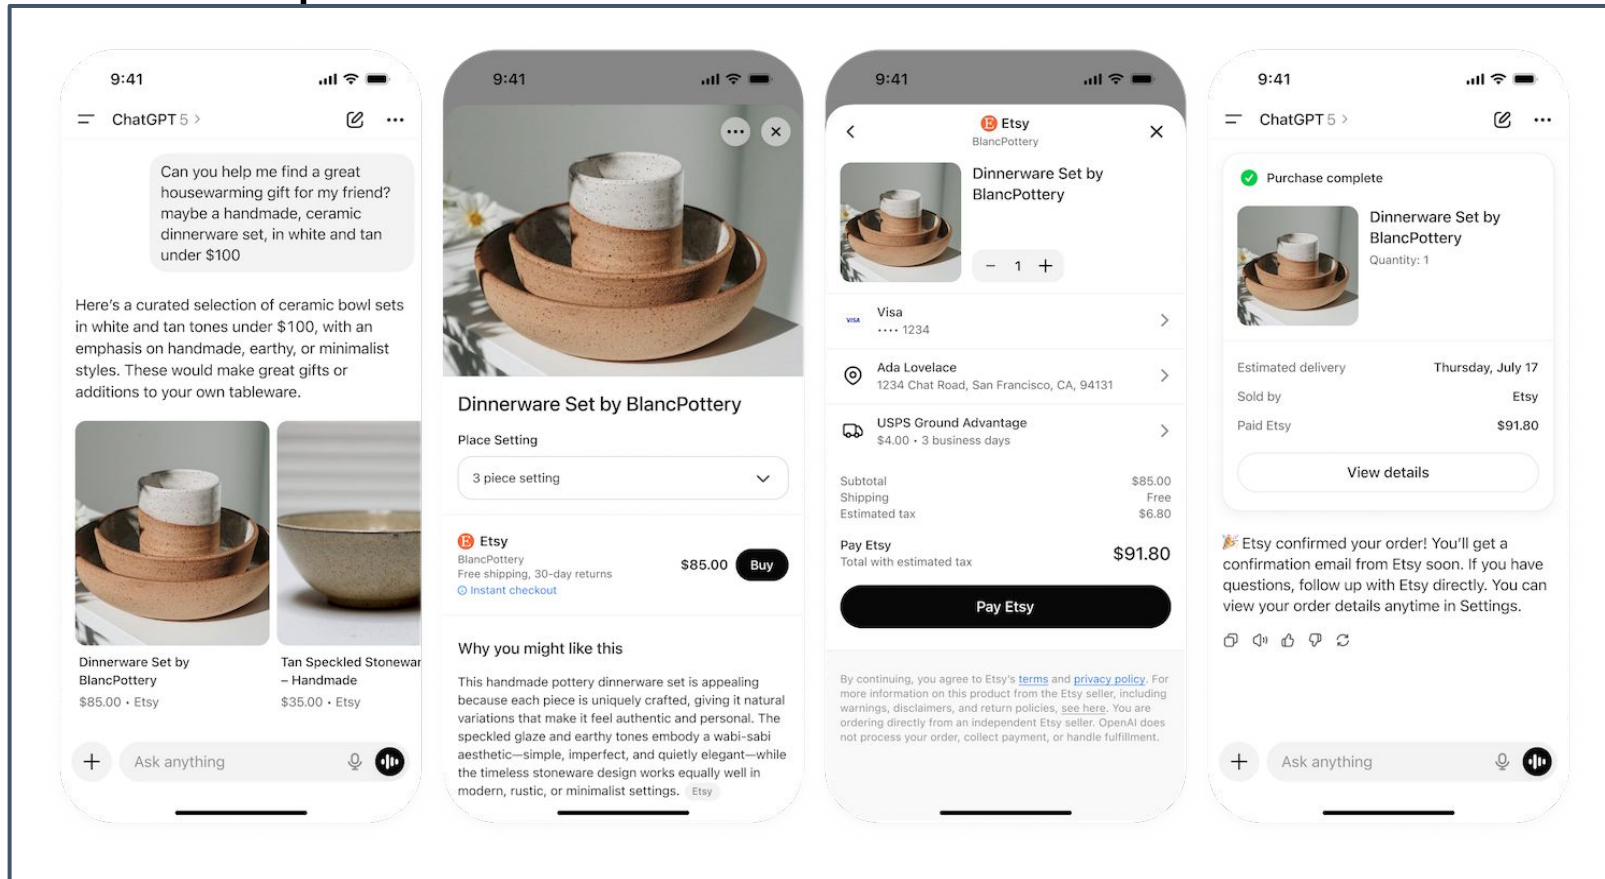 9:41
ChatGPT 5 >
Can you help me find a great
housewarming gift for my friend?
maybe a handmade, ceramic
dinnerware set, in white and tan
under $100
Here's a curated selection of ceramic bowl sets
in white and tan tones under $100, with an
emphasis on handmade, earthy, or minimalist
styles. These would make great gifts or
additions to your own tableware.
Dinnerware Set by
BlancPottery
$85.00 • Etsy
Tan Speckled Stonewar
– Handmade
$35.00 • Etsy
Ask anything
9:41
Dinnerware Set by BlancPottery
Place Setting
3 piece setting
E Etsy
BlancPottery
Free shipping, 30-day returns
Instant checkout
$85.00
Buy
Why you might like this
This handmade pottery dinnerware set is appealing
because each piece is uniquely crafted, giving it natural
variations that make it feel authentic and personal. The
speckled glaze and earthy tones embody a wabi-sabi
aesthetic—simple, imperfect, and quietly elegant—while
the timeless stoneware design works equally well in
modern, rustic, or minimalist settings. Etsy
9:41
E Etsy
BlancPottery
Dinnerware Set by
BlancPottery
− 1 +
VISA
Visa
•••• 1234
Ada Lovelace
1234 Chat Road, San Francisco, CA, 94131
USPS Ground Advantage
$4.00 • 3 business days
Subtotal $85.00
Shipping Free
Estimated tax $6.80
Pay Etsy
Total with estimated tax
$91.80
Pay Etsy
By continuing, you agree to Etsy's terms and privacy policy. For
more information on this product from the Etsy seller, including
warnings, disclaimers, and return policies, see here. You are
ordering directly from an independent Etsy seller. OpenAI does
not process your order, collect payment, or handle fulfillment.
9:41
ChatGPT 5 >
Purchase complete
Dinnerware Set by
BlancPottery
Quantity: 1
Estimated delivery Thursday, July 17
Sold by Etsy
Paid Etsy $91.80
View details
🎉 Etsy confirmed your order! You'll get a
confirmation email from Etsy soon. If you have
questions, follow up with Etsy directly. You can
view your order details anytime in Settings.
Ask anything